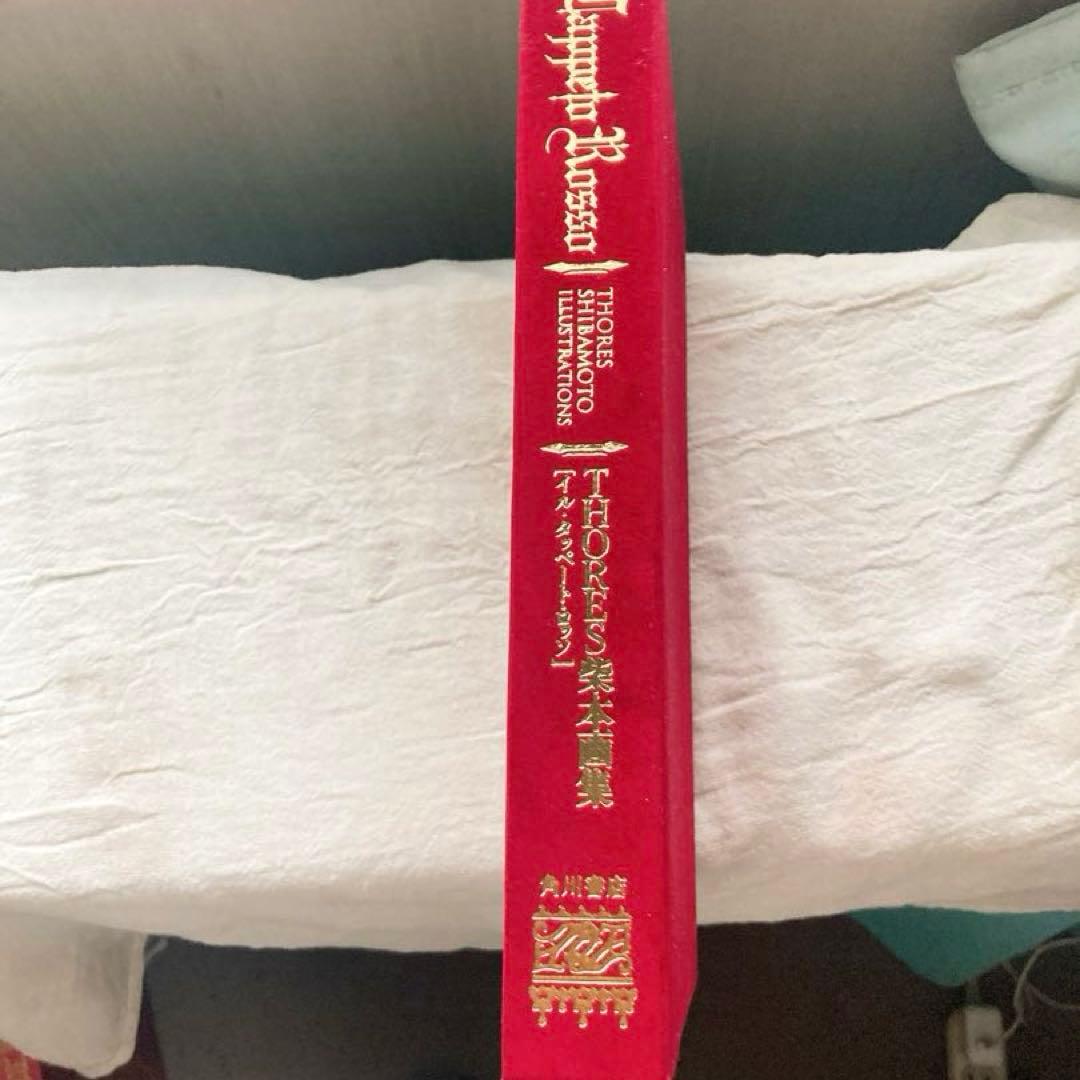 Tappeto Rosso
THORES
SHIBAMOTO
ILLUSTRATIONS
THORES柴本画集
［イル・タッペート・ロッソ］
角川書店